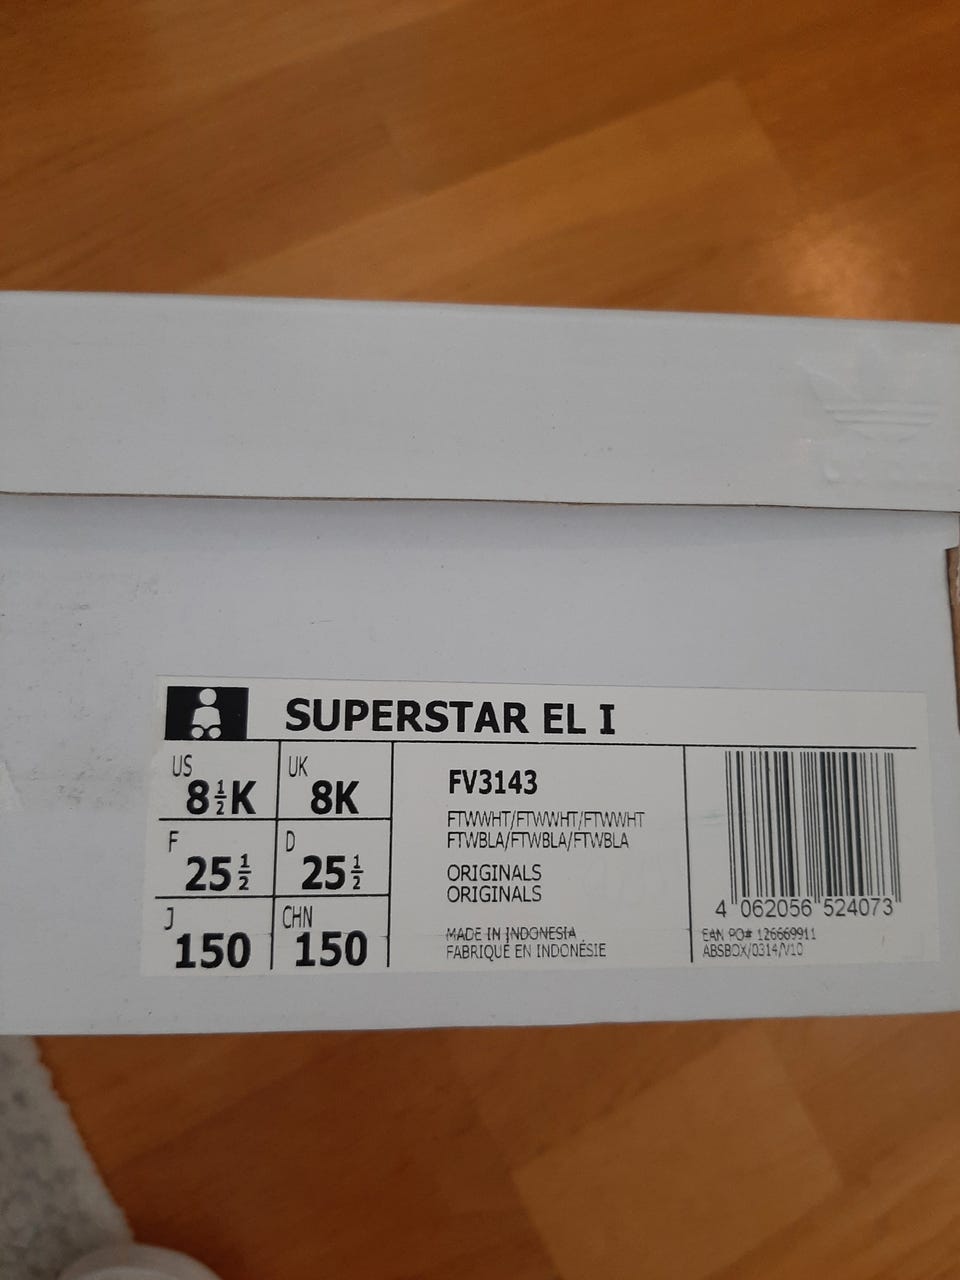 SUPERSTAR EL I
US 8½K
UK 8K
F 25½
D 25½
J 150
CHN 150
FV3143
FTWWHT/FTWWHT/FTWWHT
FTWBLA/FTWBLA/FTWBLA
ORIGINALS
ORIGINALS
MADE IN INDONESIA
FABRIQUÉ EN INDONÉSIE
4 062056 524073
EAN PO# 126669911
ABSBOX/0314/V10